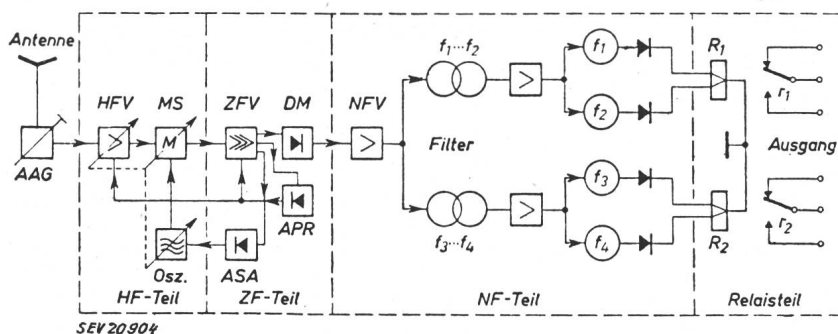 Antenne
HFV MS ZFV DM NFV
f1...f2
f1
f2
R1
r1
AAG
M
Filter
Ausgang
f3...f4
f3
f4
R2
r2
APR
Osz. ASA
HF-Teil ZF-Teil NF-Teil Relaisteil
SEV 20904